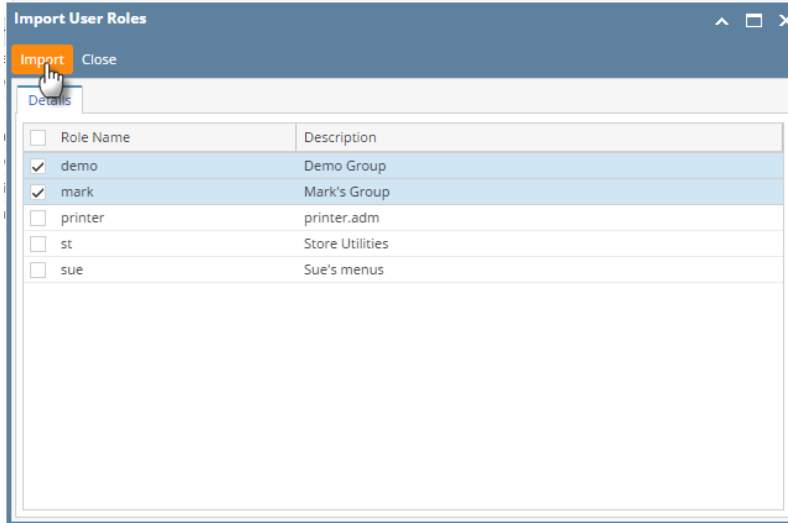 Import User Roles
Import Close
Details
Role Name Description
demo Demo Group
mark Mark's Group
printer printer.adm
st Store Utilities
sue Sue's menus